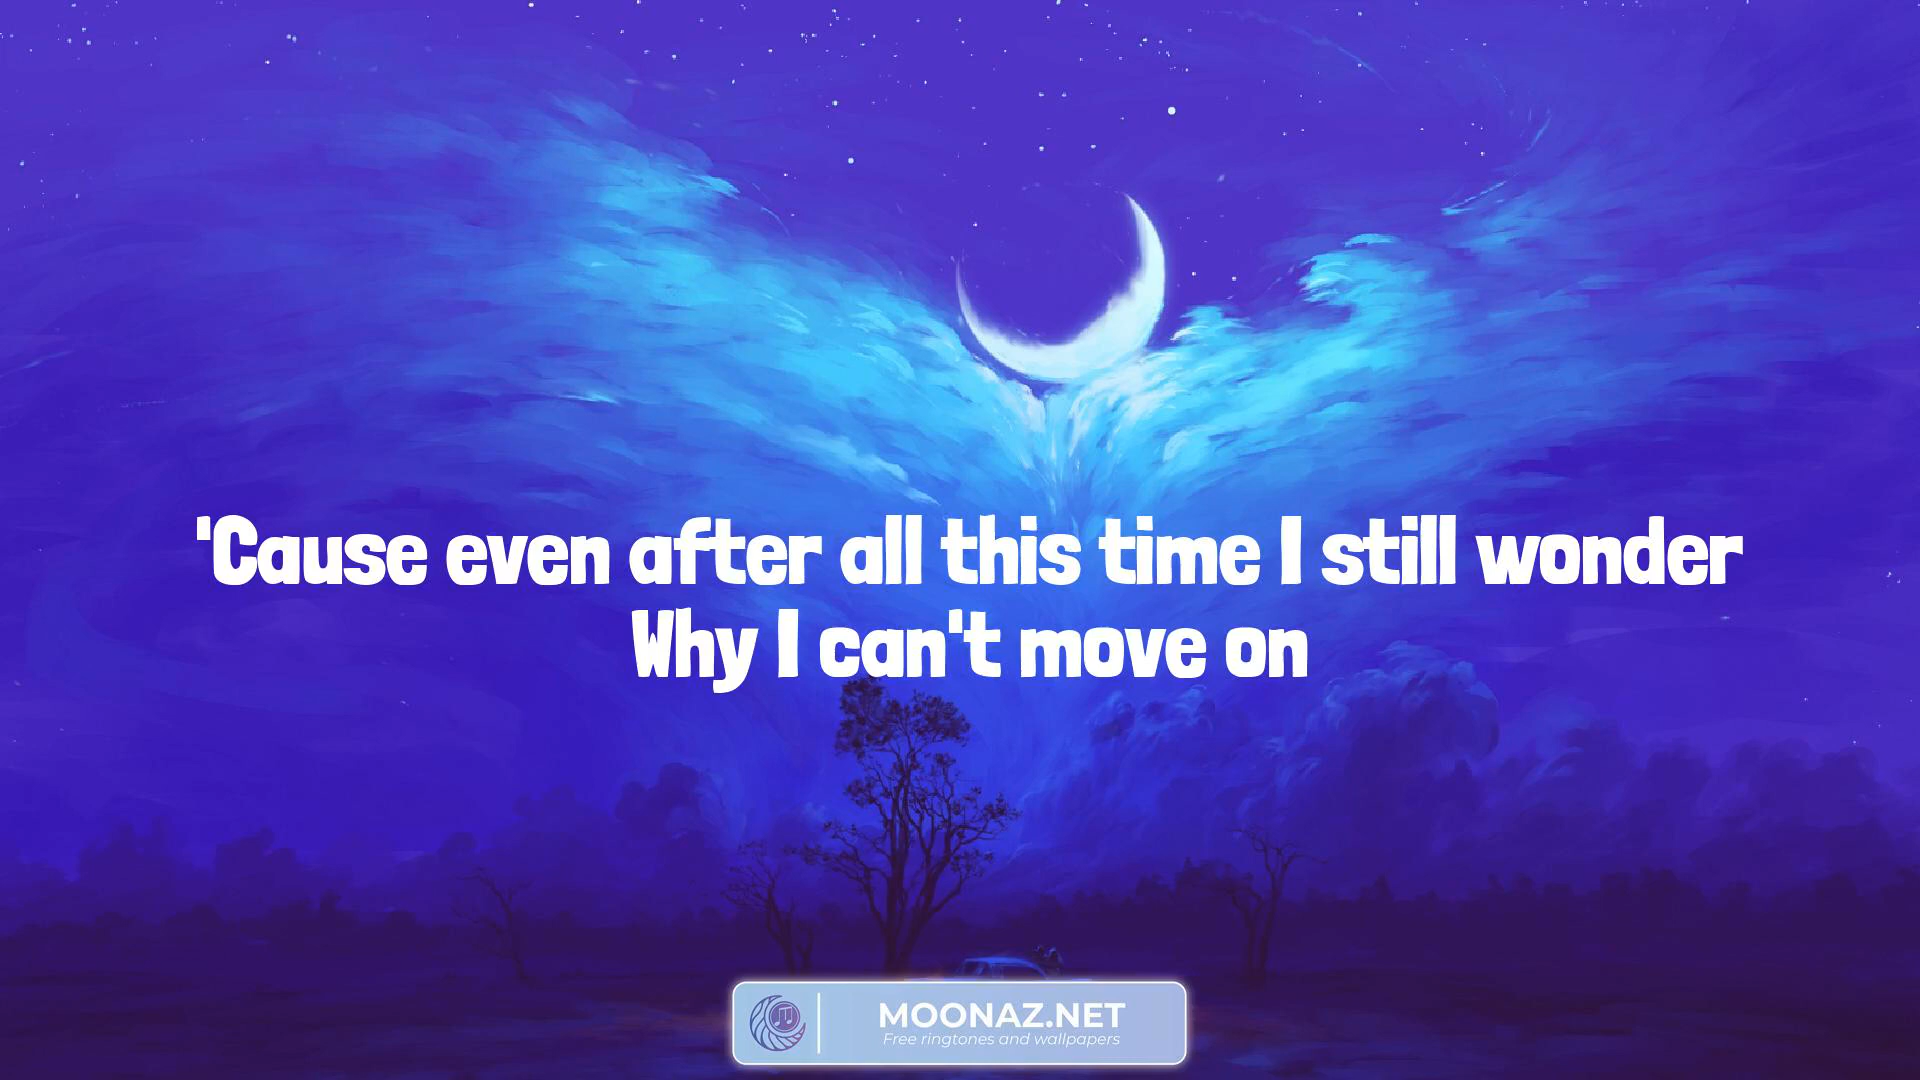 'Cause even after all this time I still wonder
Why I can't move on
MOONAZ.NET
Free ringtones and wallpapers